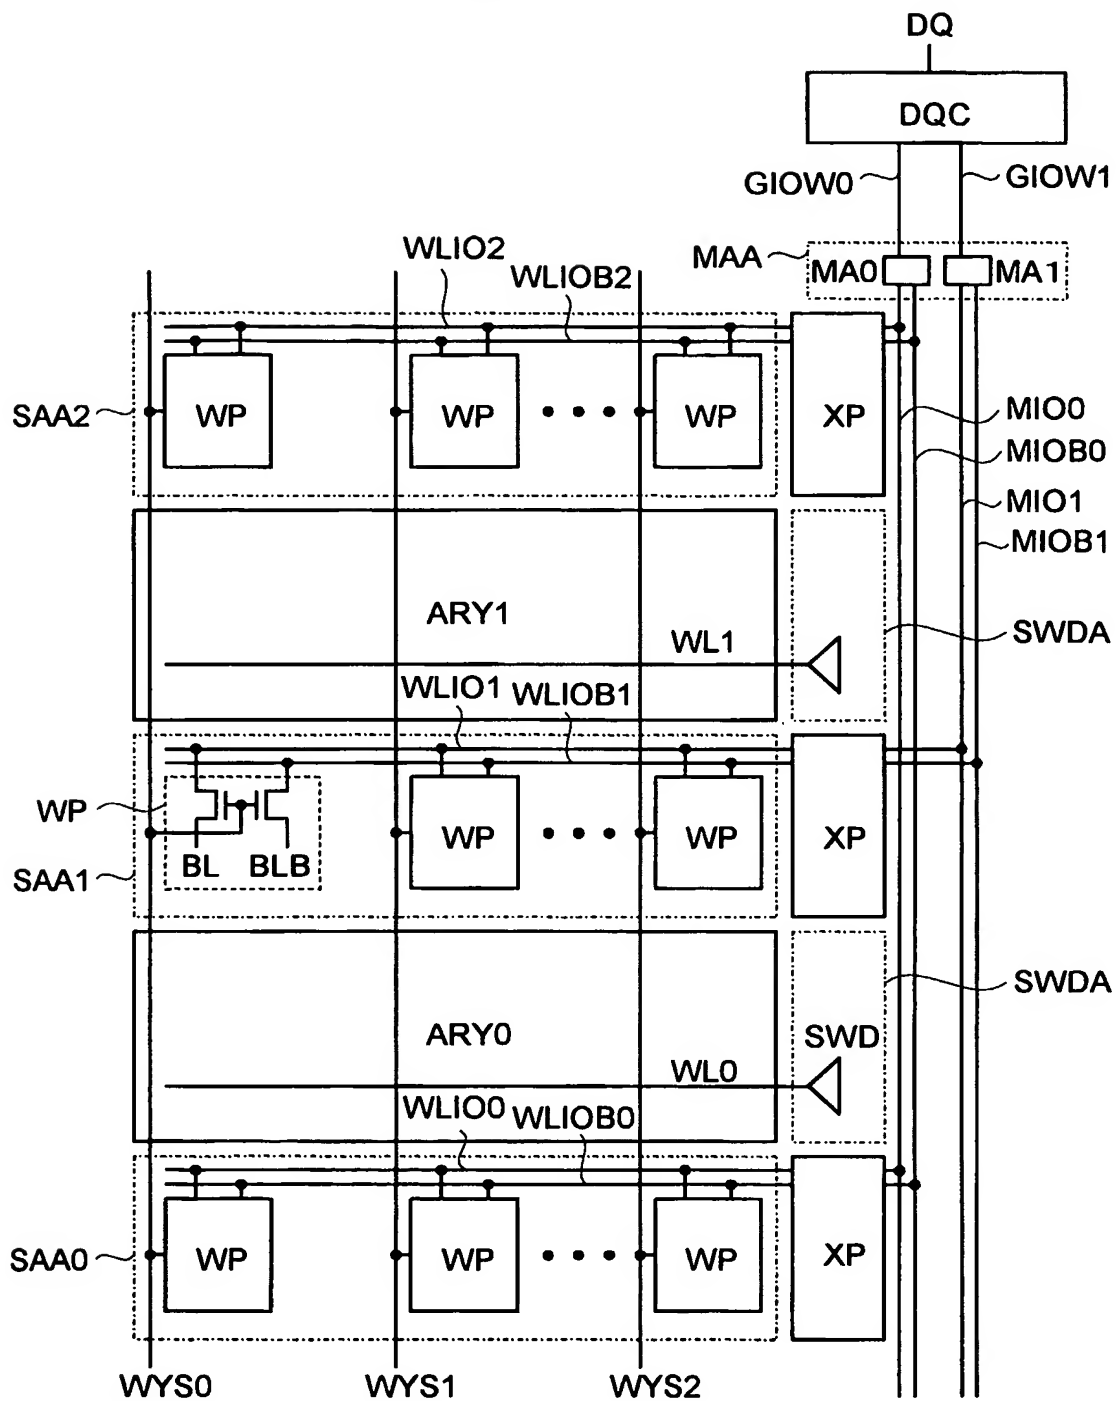 DQ
DQC
GIOW0
GIOW1
WLIO2
MAA
MA0
MA1
WLIOB2
SAA2
WP
WP
WP
XP
MIO0
MIOB0
MIO1
MIOB1
ARY1
WL1
SWDA
WLIO1
WLIOB1
WP
BL
BLB
WP
WP
XP
SAA1
SWDA
ARY0
SWD
WL0
WLIO0
WLIOB0
SAA0
WP
WP
WP
XP
WYS0
WYS1
WYS2